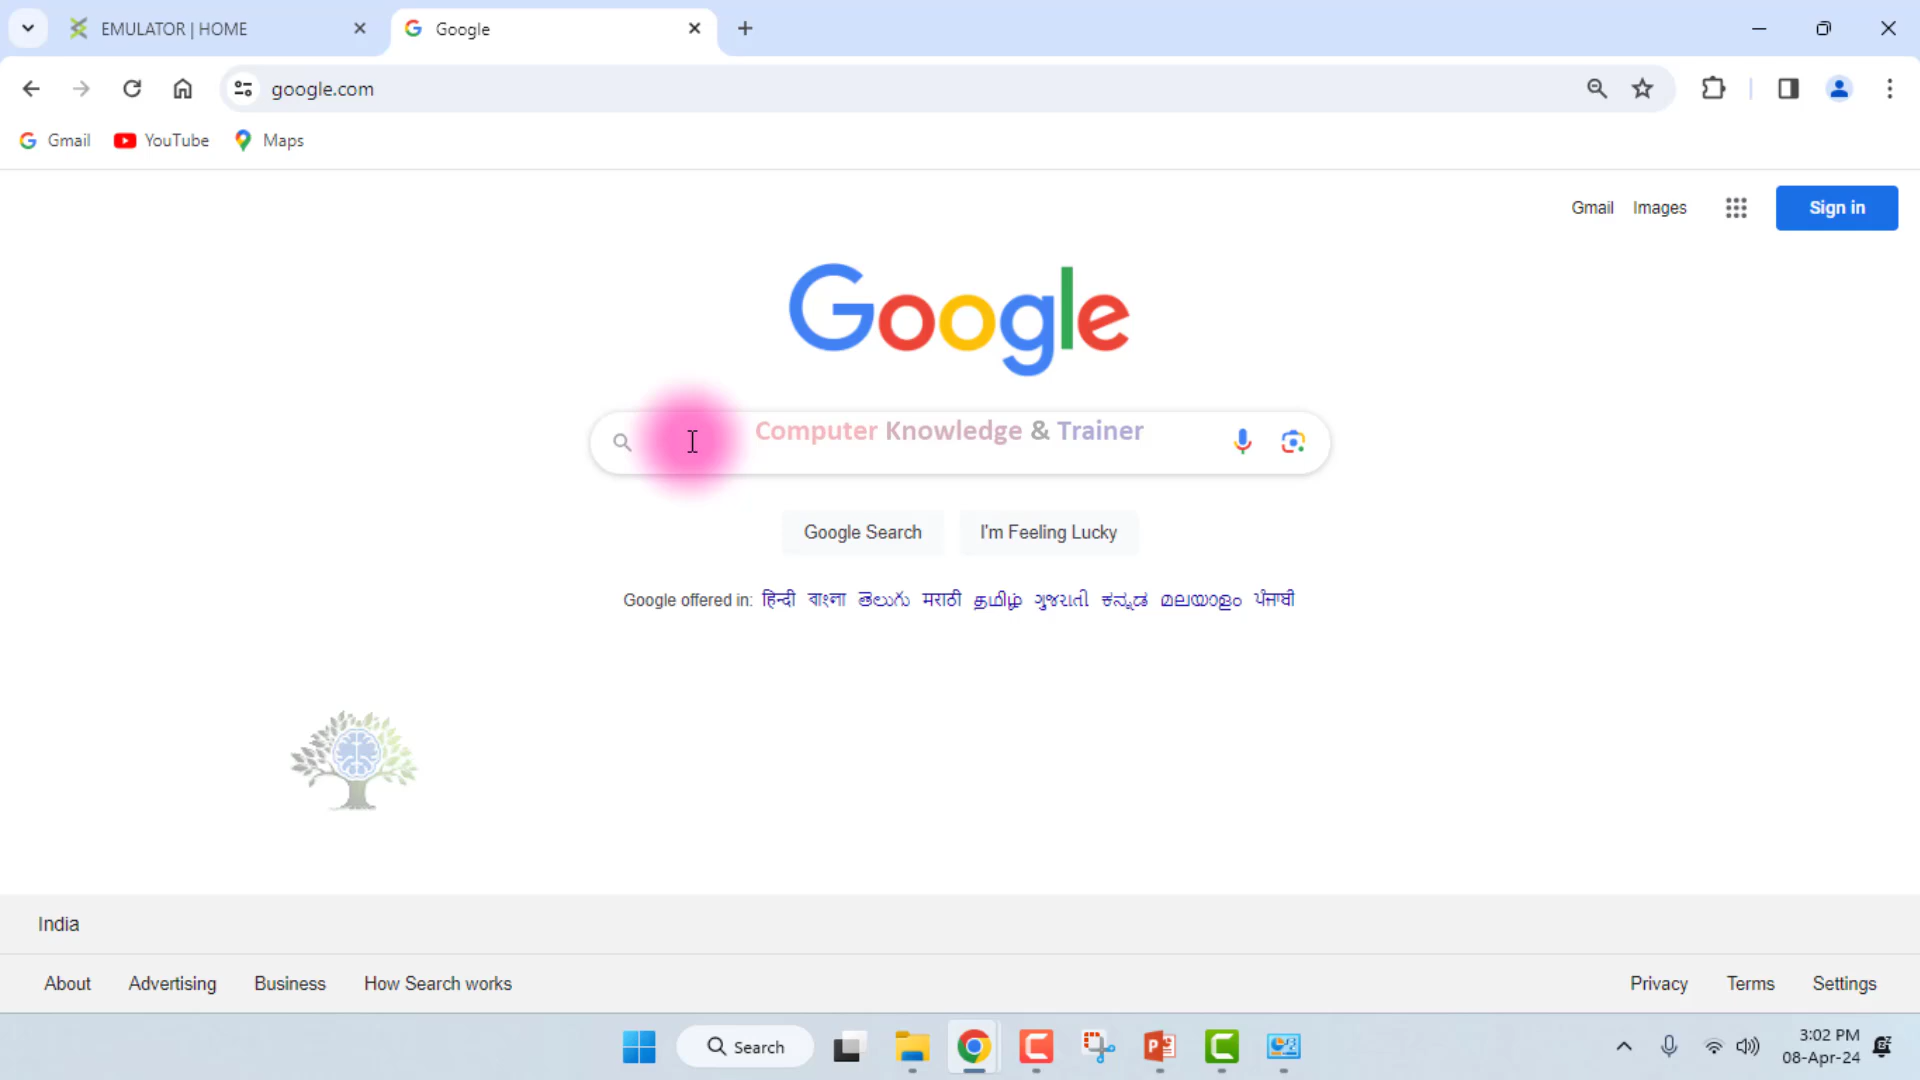 EMULATOR | HOME
Google
google.com
Gmail
YouTube
Maps
Gmail
Images
Sign in
Google
Computer Knowledge & Trainer
Google Search
I'm Feeling Lucky
Google offered in: हिन्दी বাংলা తెలుగు मराठी தமிழ் ગુજરાતી ಕನ್ನಡ മലയാളം ਪੰਜਾਬੀ
India
About
Advertising
Business
How Search works
Privacy
Terms
Settings
Search
3:02 PM
08-Apr-24